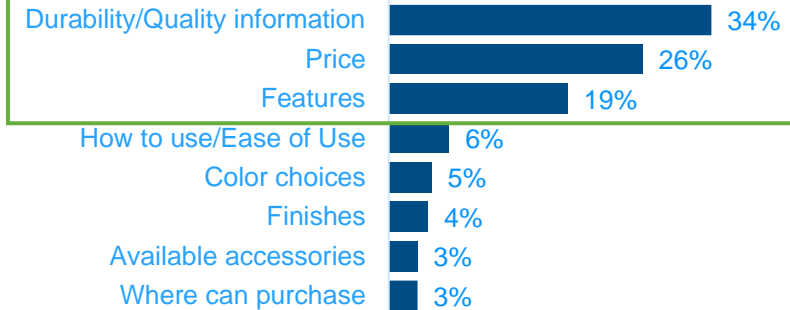 Durability/Quality information 34%
Price 26%
Features 19%
How to use/Ease of Use 6%
Color choices 5%
Finishes 4%
Available accessories 3%
Where can purchase 3%